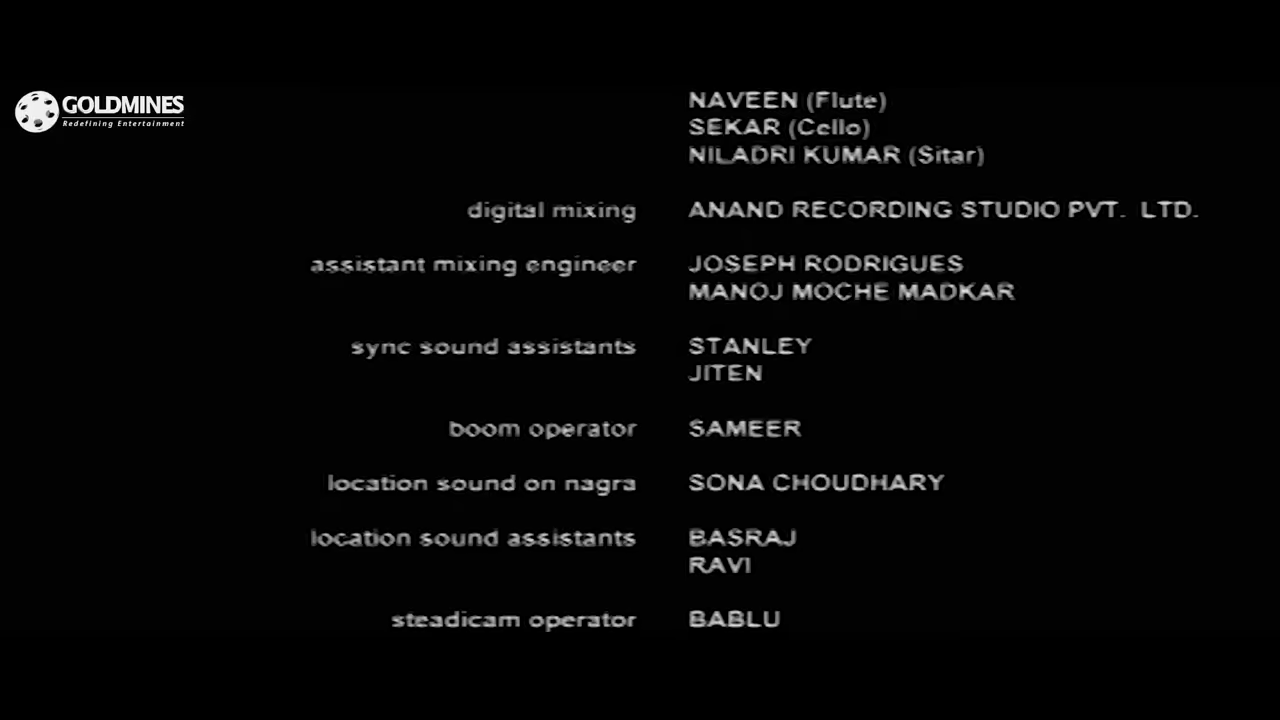 GOLDMINES
Redefining Entertainment
NAVEEN (Flute)
SEKAR (Cello)
NILADRI KUMAR (Sitar)
digital mixing ANAND RECORDING STUDIO PVT. LTD.
assistant mixing engineer JOSEPH RODRIGUES
MANOJ MOCHE MADKAR
sync sound assistants STANLEY
JITEN
boom operator SAMEER
location sound on nagra SONA CHOUDHARY
location sound assistants BASRAJ
RAVI
steadicam operator BABLU